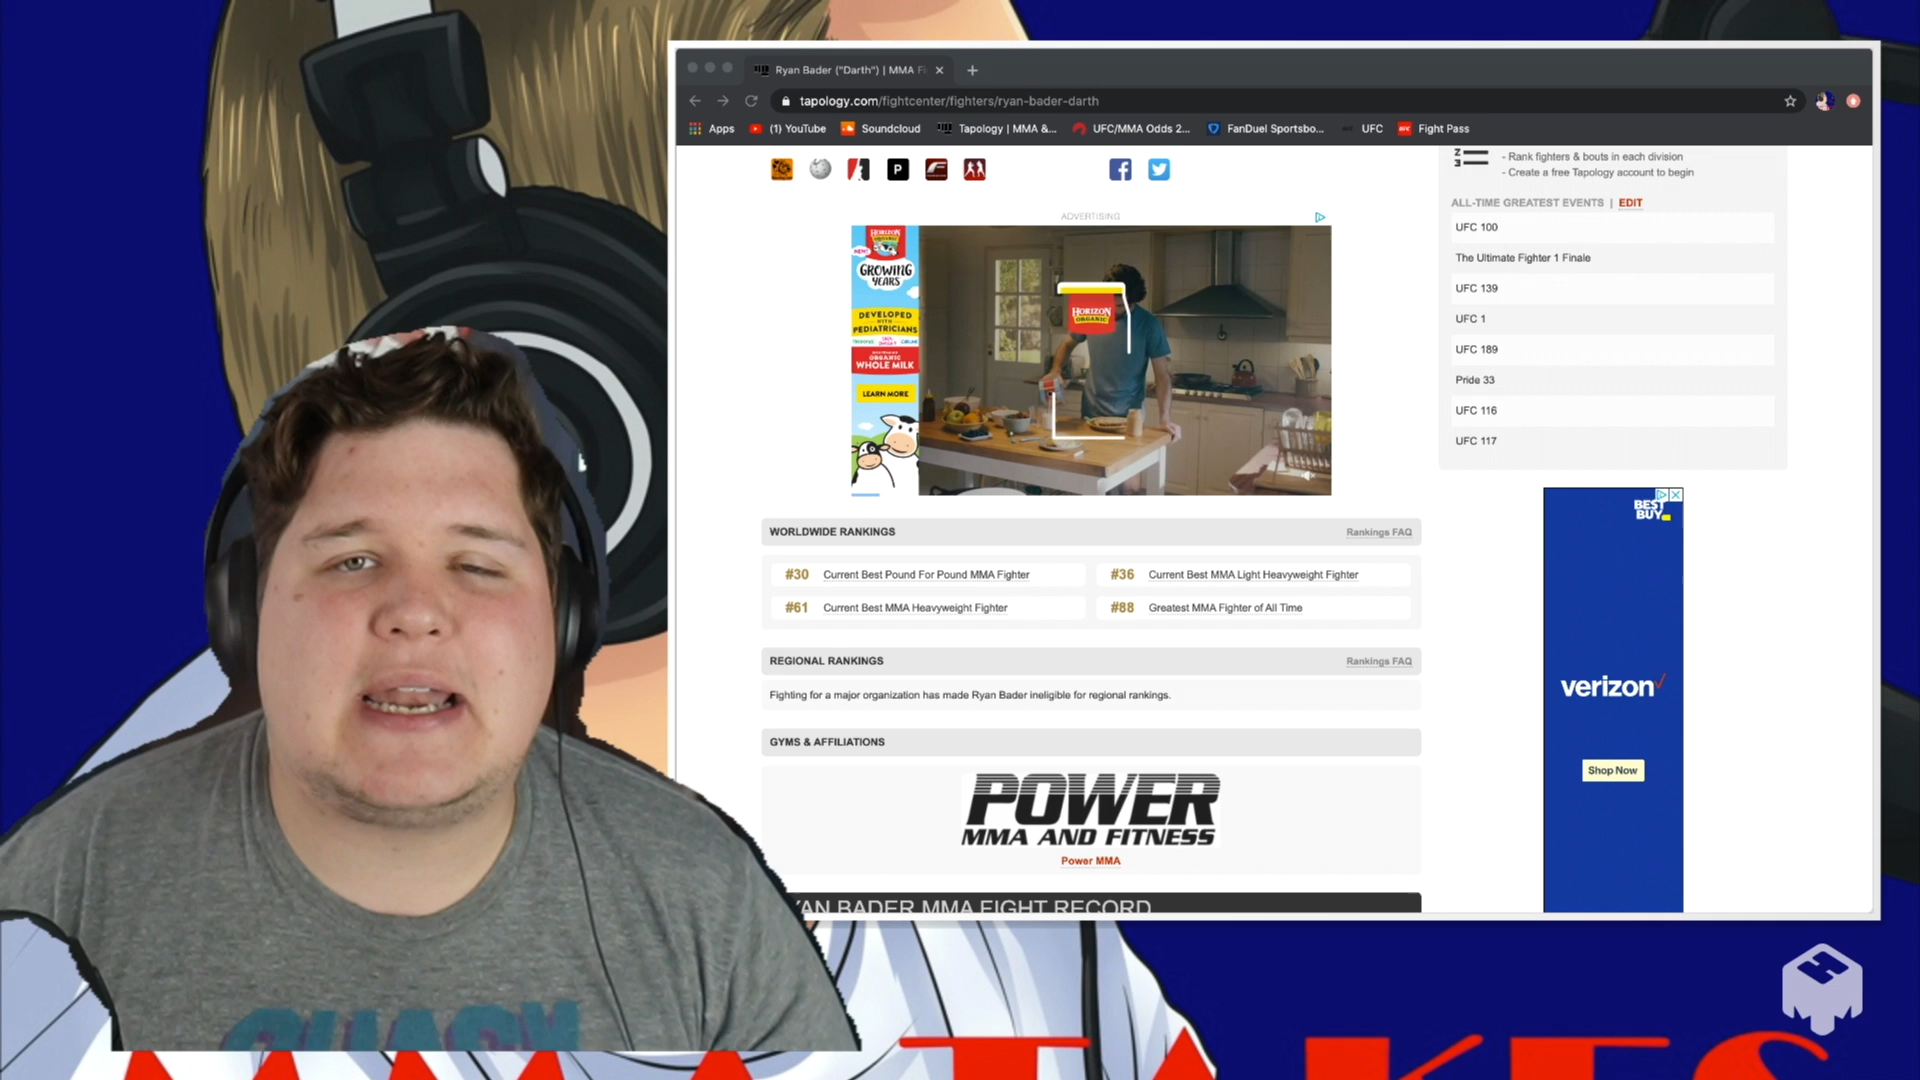 Ryan Bader ("Darth") | MMA Fi
tapology.com/fightcenter/fighters/ryan-bader-darth
Apps
(1) YouTube
Soundcloud
Tapology | MMA &...
UFC/MMA Odds 2...
FanDuel Sportsbo...
UFC
Fight Pass
P
- Rank fighters & bouts in each division
- Create a free Tapology account to begin
ALL-TIME GREATEST EVENTS | EDIT
UFC 100
The Ultimate Fighter 1 Finale
UFC 139
UFC 1
UFC 189
Pride 33
UFC 116
UFC 117
ADVERTISING
HORIZON
ORGANIC
NEW!
GROWING
YEARS
DEVELOPED
WITH
PEDIATRICIANS
ORGANIC
WHOLE MILK
LEARN MORE
HORIZON
ORGANIC
WORLDWIDE RANKINGS
Rankings FAQ
#30 Current Best Pound For Pound MMA Fighter
#36 Current Best MMA Light Heavyweight Fighter
#61 Current Best MMA Heavyweight Fighter
#88 Greatest MMA Fighter of All Time
REGIONAL RANKINGS
Rankings FAQ
Fighting for a major organization has made Ryan Bader ineligible for regional rankings.
GYMS & AFFILIATIONS
POWER
MMA AND FITNESS
Power MMA
YAN BADER MMA FIGHT RECORD
BEST
BUY
verizon
Shop Now
MMA TAKES